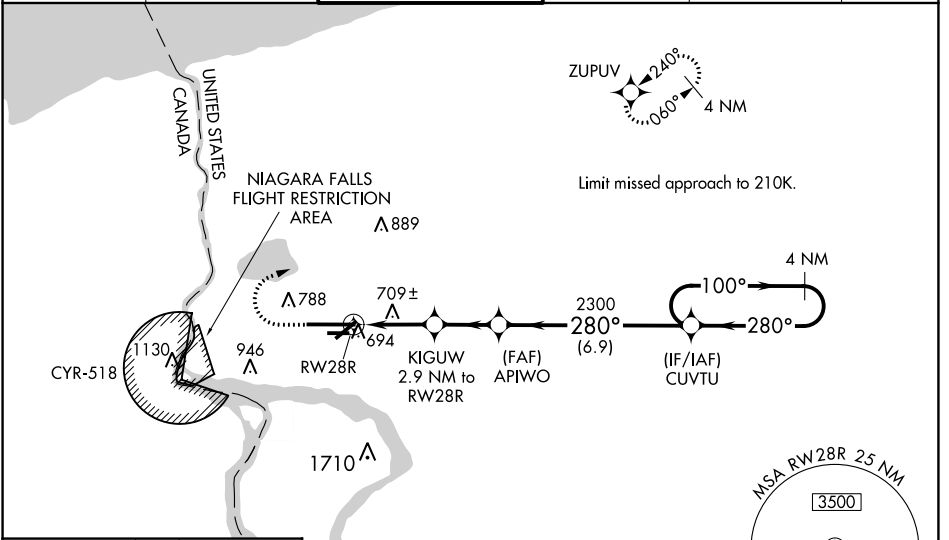 ZUPUV
240°
060°
4 NM
UNITED STATES
CANADA
NIAGARA FALLS
FLIGHT RESTRICTION
AREA
Limit missed approach to 210K.
889
4 NM
100°
788
709±
2300
280°
(6.9)
280°
694
1130
946
RW28R
KIGUW
2.9 NM to
RW28R
(FAF)
APIWO
(IF/IAF)
CUVTU
CYR-518
1710
MSA RW28R 25 NM
3500